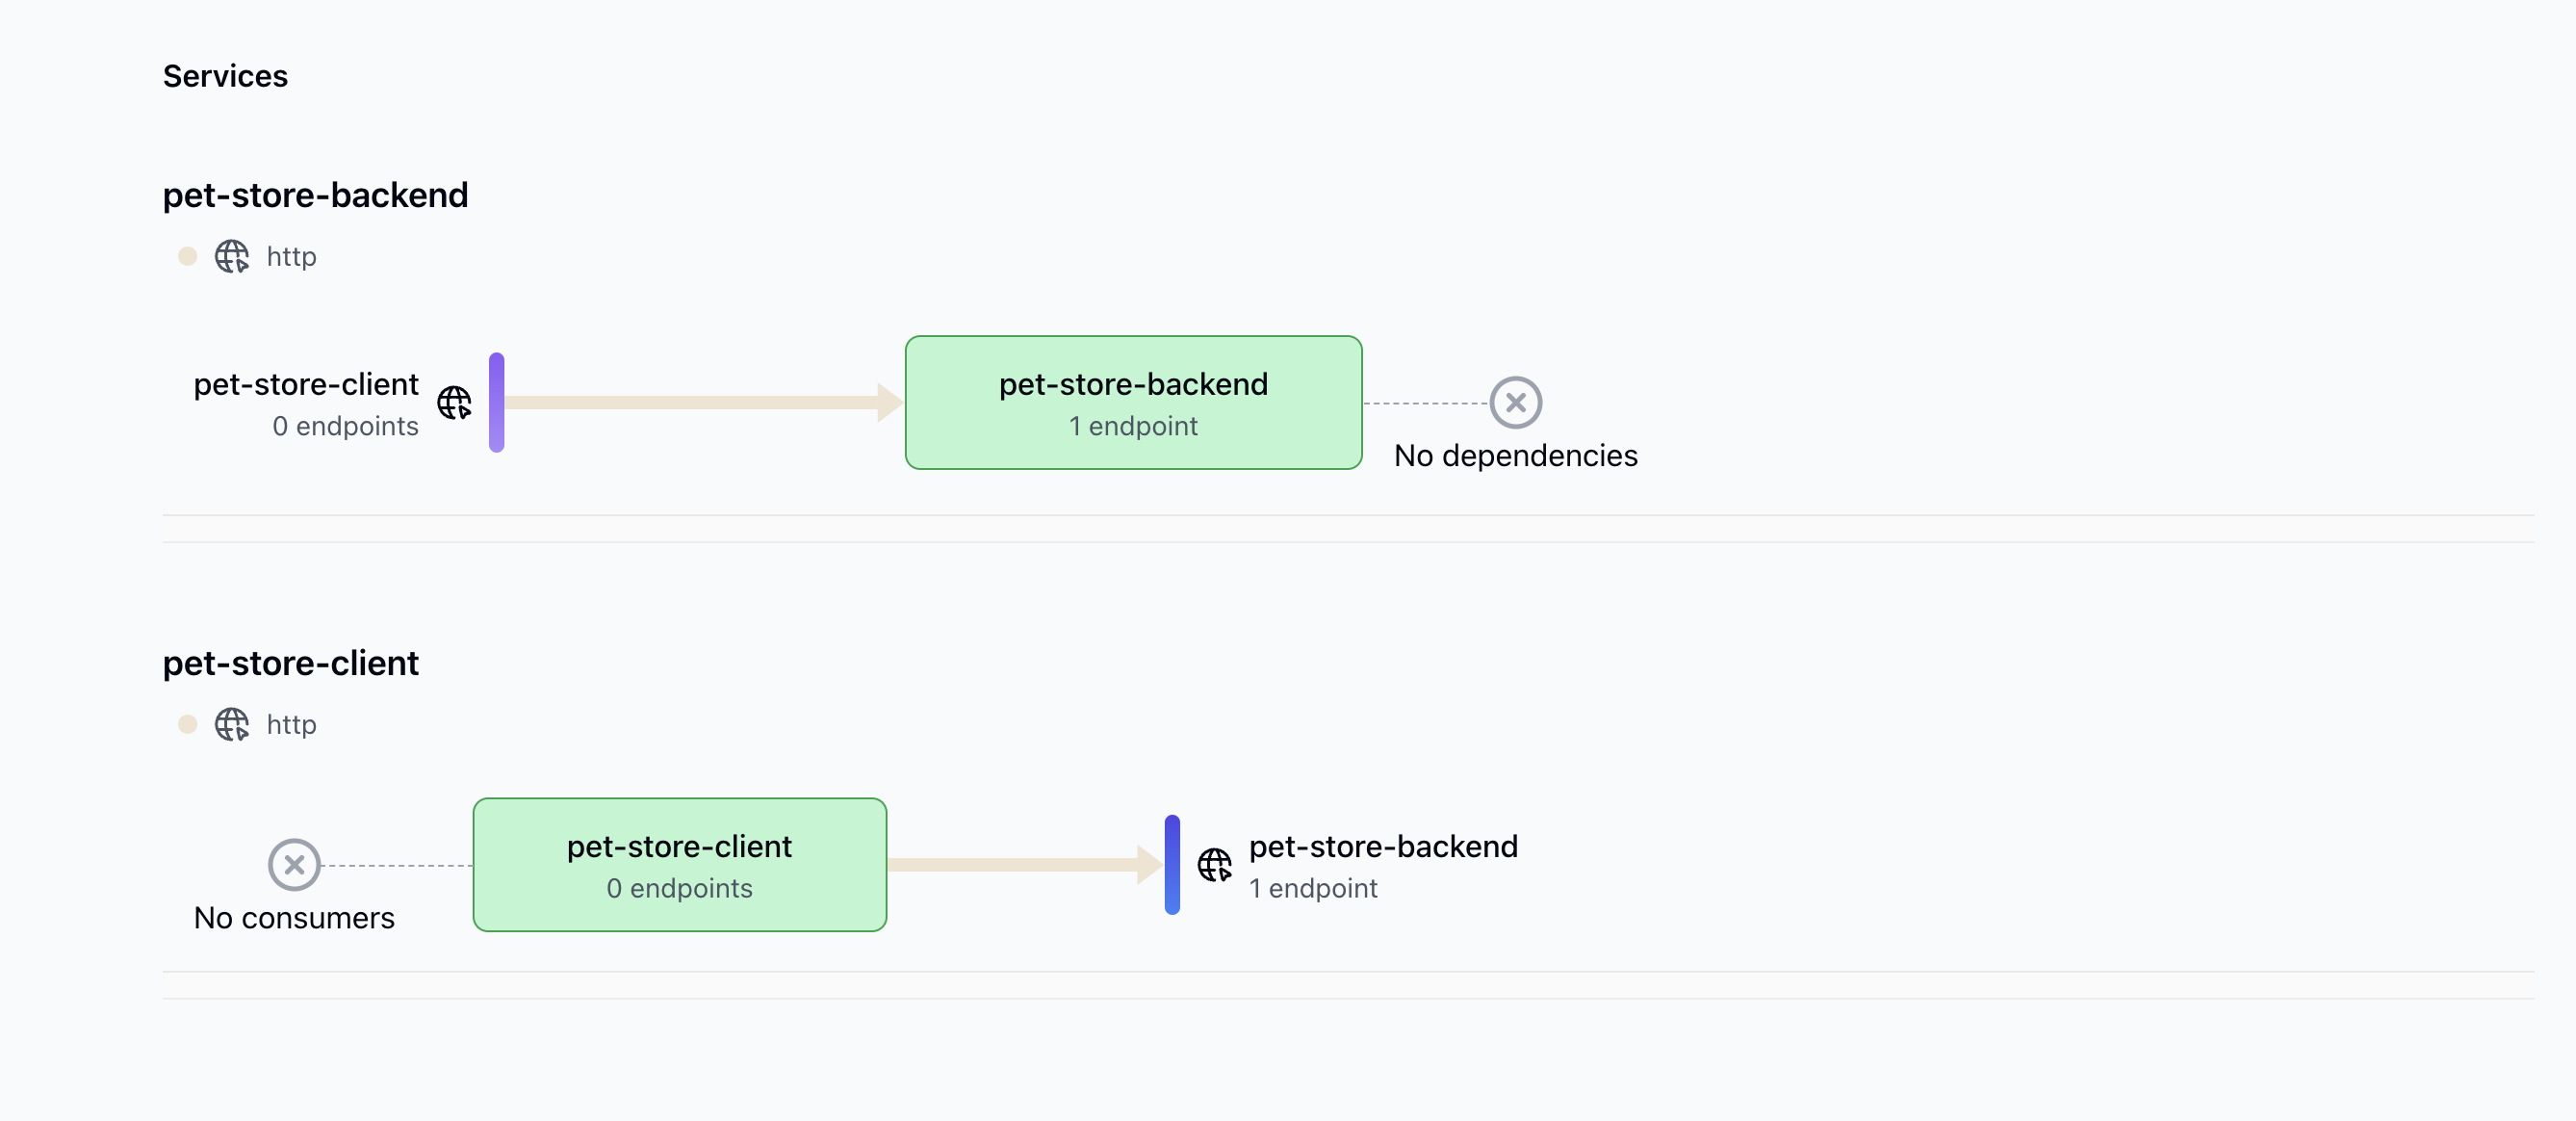 Services
pet-store-backend
http
pet-store-client
0 endpoints
pet-store-backend
1 endpoint
No dependencies
pet-store-client
http
No consumers
pet-store-client
0 endpoints
pet-store-backend
1 endpoint